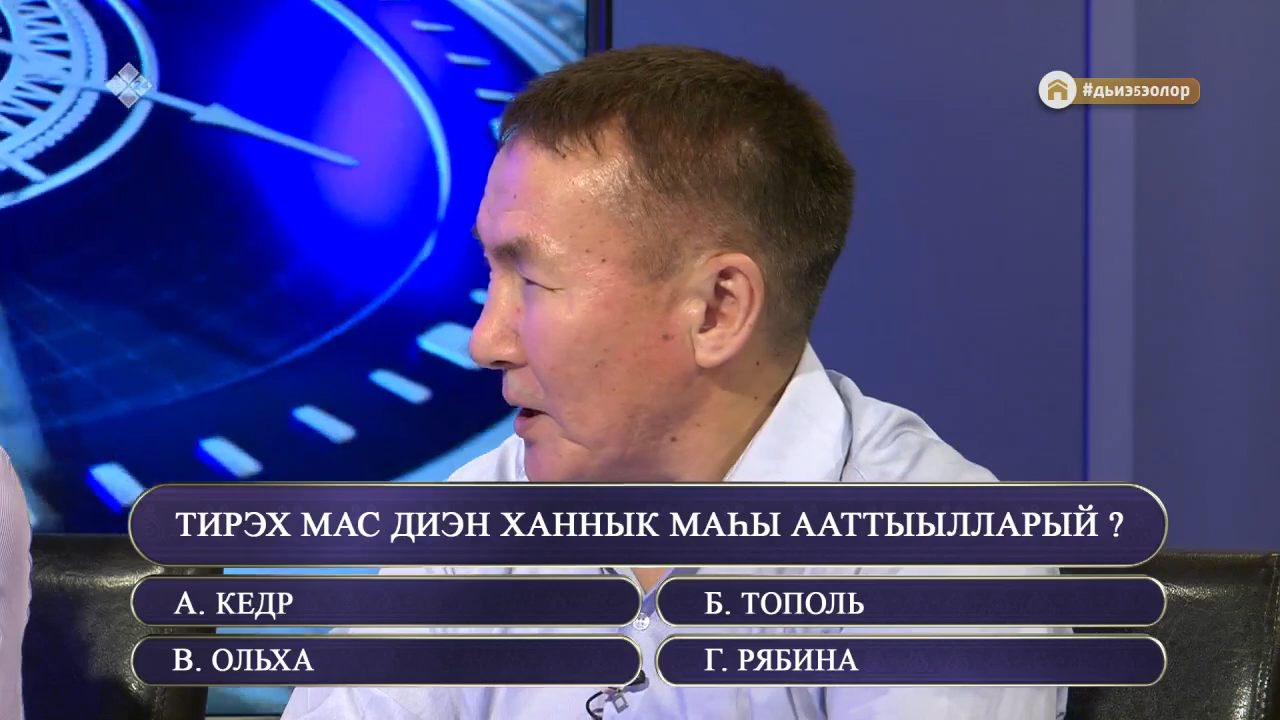 #дьиэ5эолор
ТИРЭХ МАС ДИЭН ХАННЫК МАҺЫ ААТТЫЫЛЛАРЫЙ ?
А. КЕДР
Б. ТОПОЛЬ
В. ОЛЬХА
Г. РЯБИНА